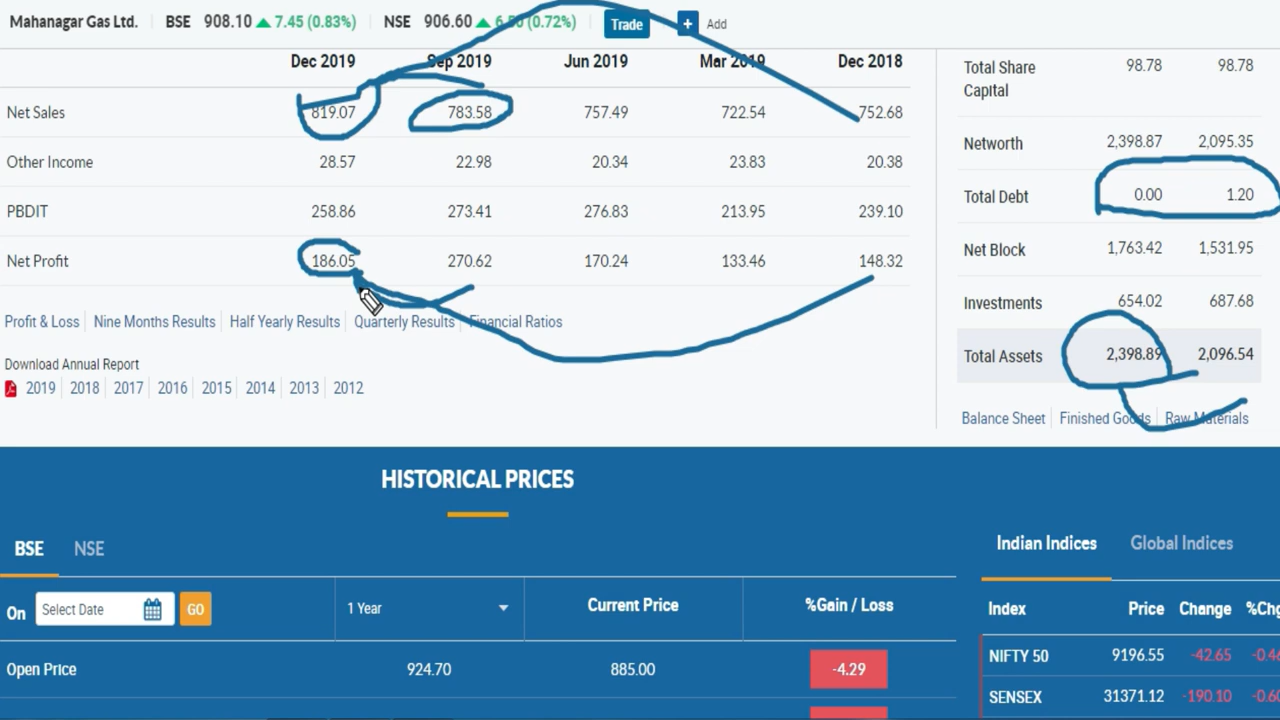 Mahanagar Gas Ltd. BSE 908.10 7.45 (0.83%) NSE 906.60 (0.72%) Trade + Add
Dec 2019 Sep 2019 Jun 2019 Mar 2019 Dec 2018
Net Sales 819.07 783.58 757.49 722.54 752.68
Other Income 28.57 22.98 20.34 23.83 20.38
PBDIT 258.86 273.41 276.83 213.95 239.10
Net Profit 186.05 270.62 170.24 133.46 148.32
Profit & Loss Nine Months Results Half Yearly Results Quarterly Results Financial Ratios
Download Annual Report
2019 2018 2017 2016 2015 2014 2013 2012
Total Share Capital 98.78 98.78
Networth 2,398.87 2,095.35
Total Debt 0.00 1.20
Net Block 1,763.42 1,531.95
Investments 654.02 687.68
Total Assets 2,398.89 2,096.54
Balance Sheet Finished Goods Raw Materials
HISTORICAL PRICES
BSE NSE
On Select Date GO 1 Year Current Price %Gain / Loss
Open Price 924.70 885.00 -4.29
Indian Indices Global Indices
Index Price Change
NIFTY 50 9196.55 -42.65
SENSEX 31371.12 -190.10